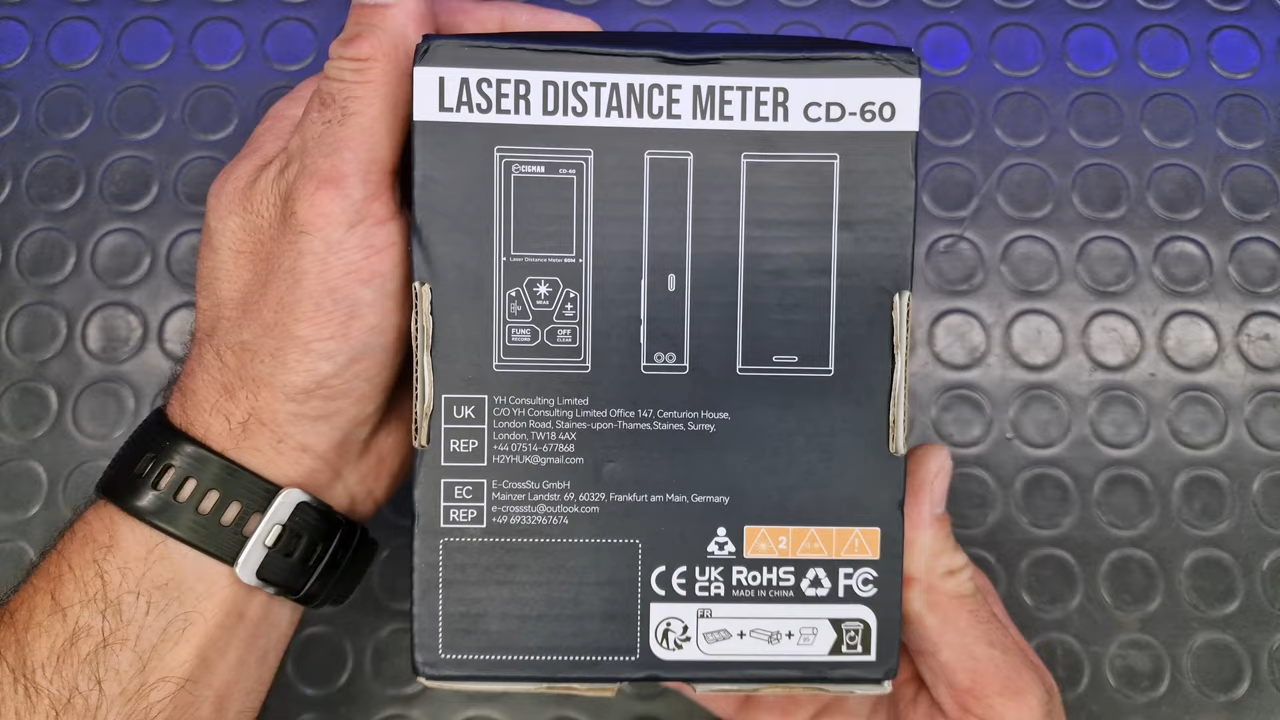 LASER DISTANCE METER CD-60
CIGMAN CD-60
Laser Distance Meter 60M
MEAS
FUNC
RECORD
OFF
CLEAR
UK
REP
YH Consulting Limited
C/O YH Consulting Limited Office 147, Centurion House,
London Road, Staines-upon-Thames,Staines, Surrey,
London, TW18 4AX
+44 07514-677868
H2YHUK@gmail.com
EC
REP
E-CrossStu GmbH
Mainzer Landstr. 69, 60329, Frankfurt am Main, Germany
e-crossstu@outlook.com
+49 69332967674
2
CE UK CA RoHS FC
MADE IN CHINA
FR